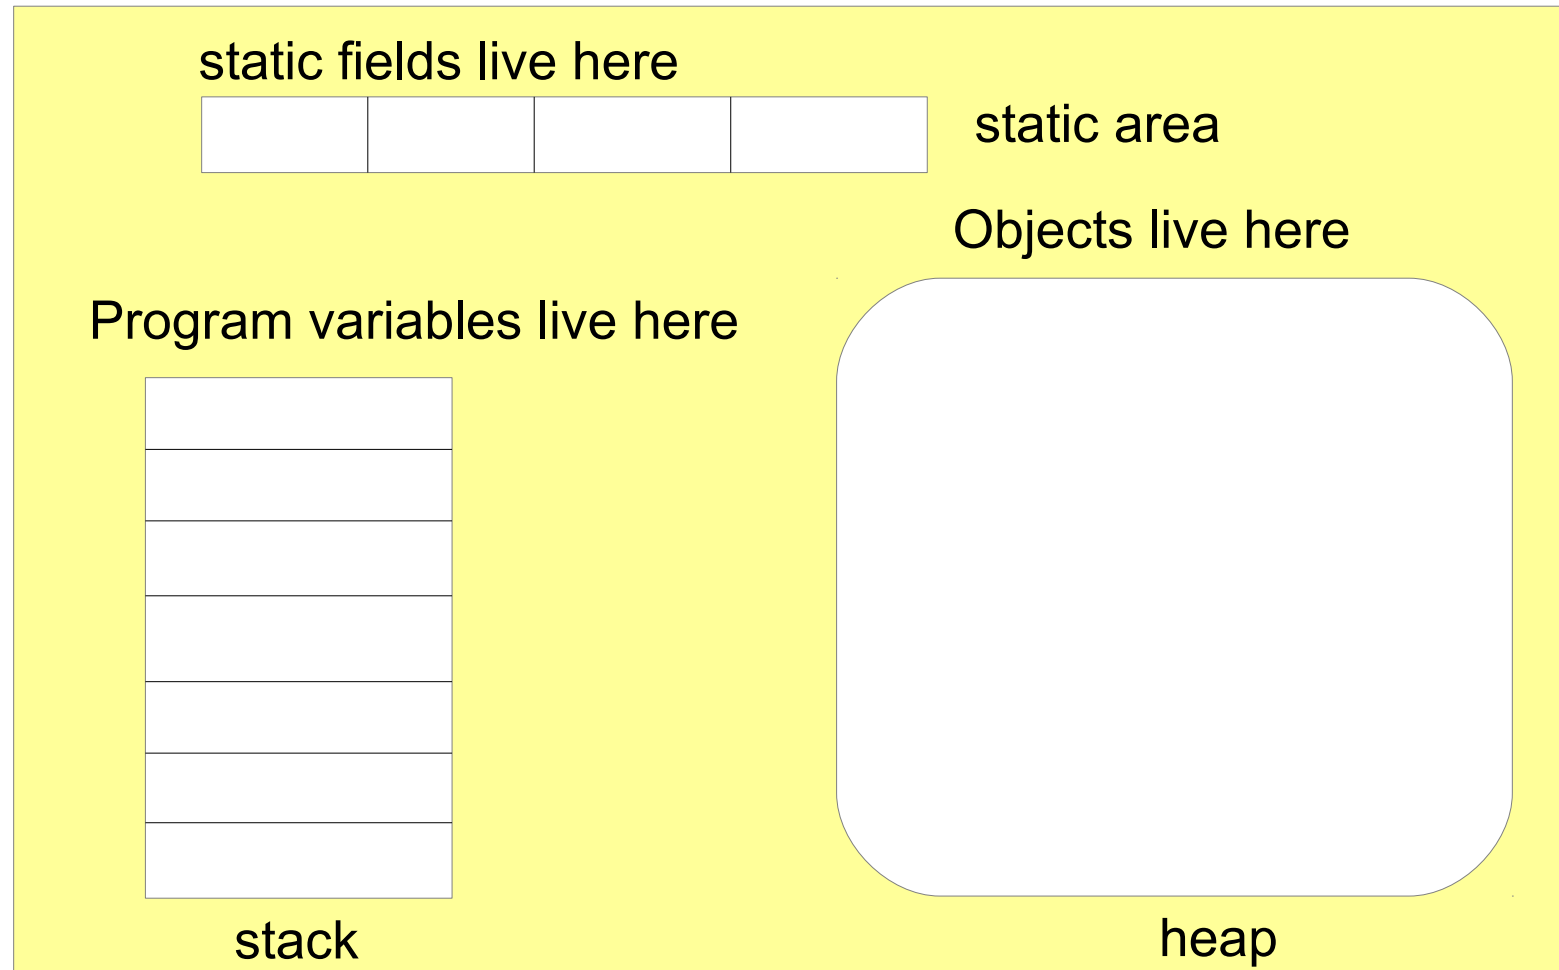 static fields live here
static area
Objects live here
Program variables live here
stack
heap